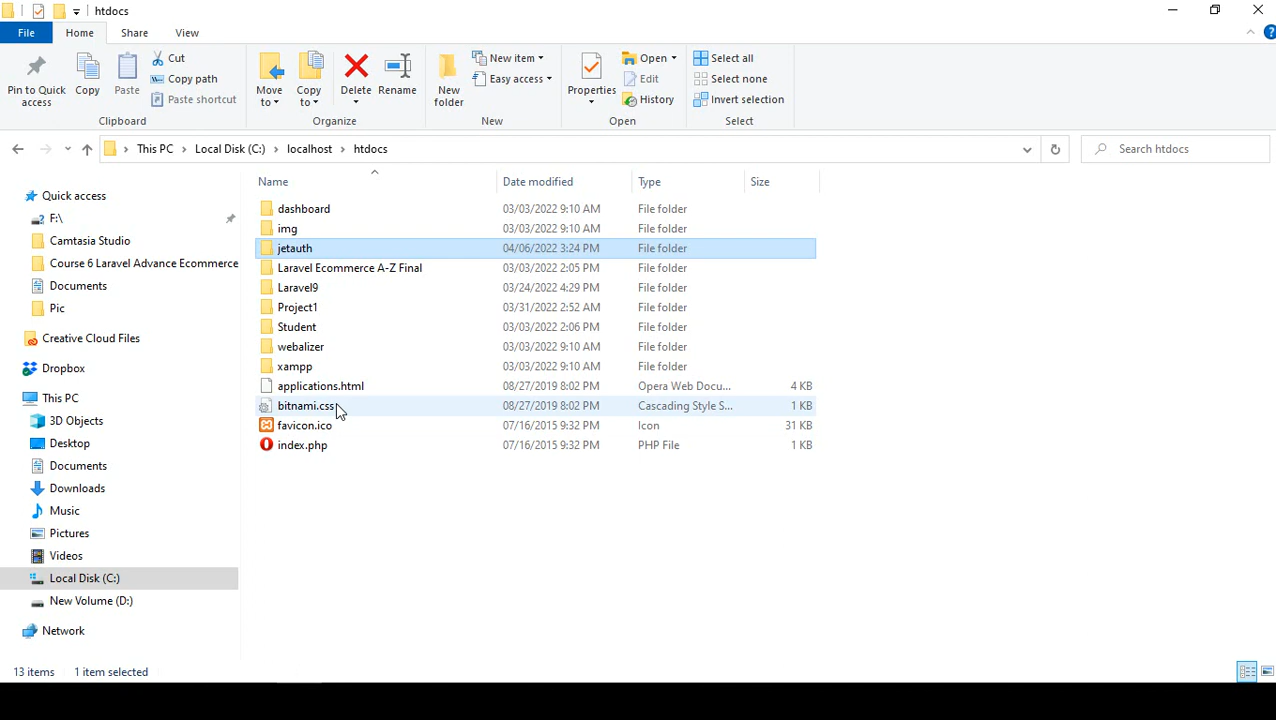 htdocs
File Home Share View
Pin to Quick access
Copy
Paste
Cut
Copy path
Paste shortcut
Clipboard
Move to
Copy to
Delete
Rename
Organize
New folder
New item
Easy access
New
Properties
Open
Edit
History
Open
Select all
Select none
Invert selection
Select
This PC > Local Disk (C:) > localhost > htdocs
Search htdocs
Quick access
F:\
Camtasia Studio
Course 6 Laravel Advance Ecommerce
Documents
Pic
Creative Cloud Files
Dropbox
This PC
3D Objects
Desktop
Documents
Downloads
Music
Pictures
Videos
Local Disk (C:)
New Volume (D:)
Network
Name Date modified Type Size
dashboard 03/03/2022 9:10 AM File folder
img 03/03/2022 9:10 AM File folder
jetauth 04/06/2022 3:24 PM File folder
Laravel Ecommerce A-Z Final 03/03/2022 2:05 PM File folder
Laravel9 03/24/2022 4:29 PM File folder
Project1 03/31/2022 2:52 AM File folder
Student 03/03/2022 2:06 PM File folder
webalizer 03/03/2022 9:10 AM File folder
xampp 03/03/2022 9:10 AM File folder
applications.html 08/27/2019 8:02 PM Opera Web Docu... 4 KB
bitnami.css 08/27/2019 8:02 PM Cascading Style S... 1 KB
favicon.ico 07/16/2015 9:32 PM Icon 31 KB
index.php 07/16/2015 9:32 PM PHP File 1 KB
13 items 1 item selected